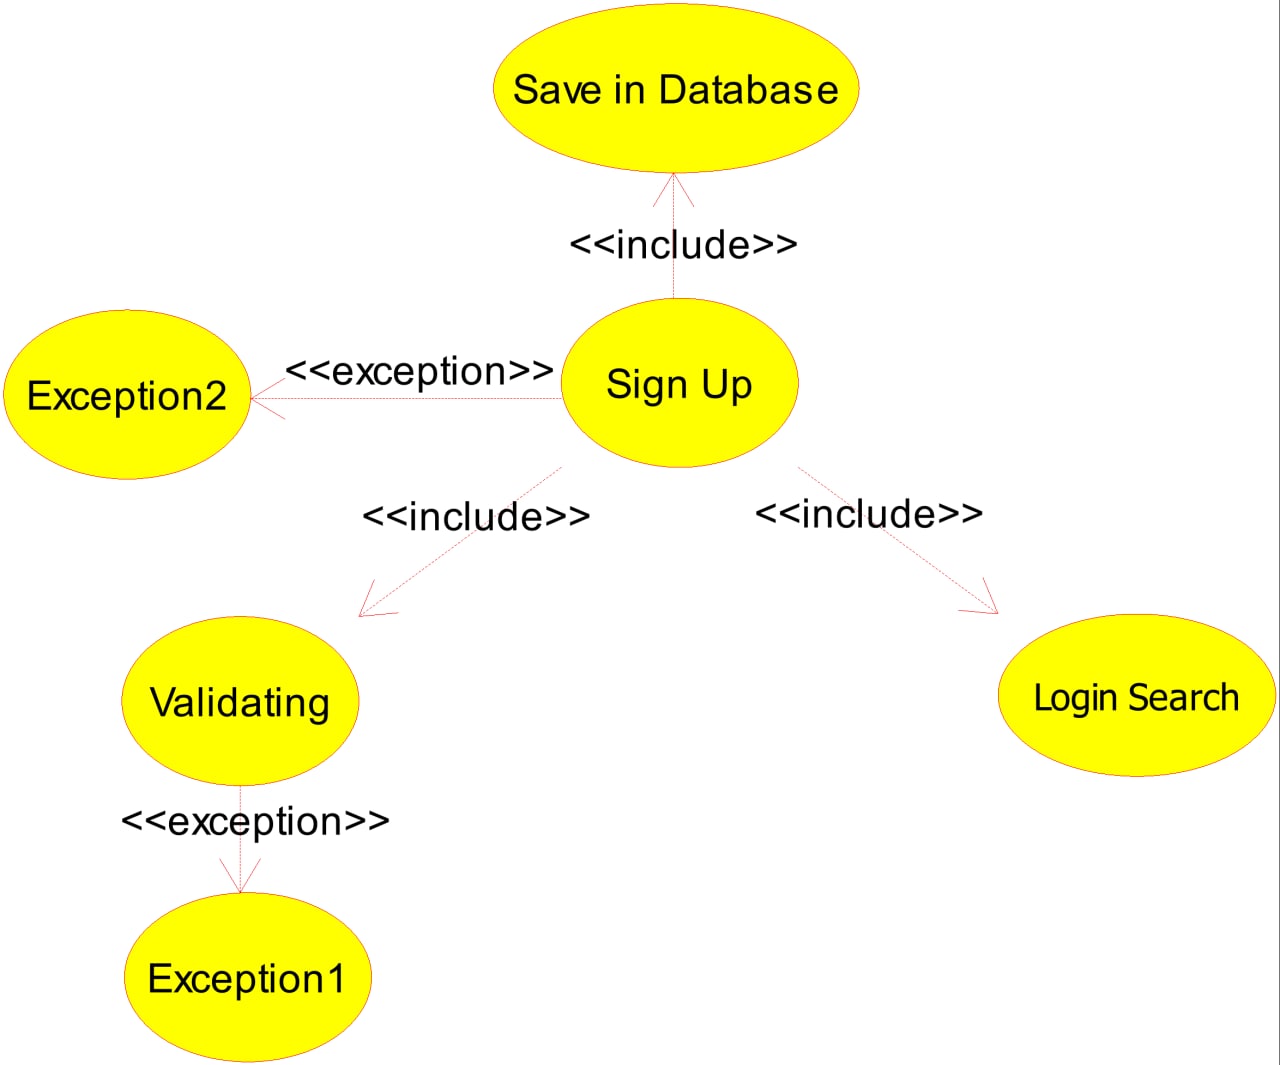 Save in Database
<<include>>
<<exception>>
Sign Up
Exception2
<<include>>
<<include>>
Validating
Login Search
<<exception>>
Exception1